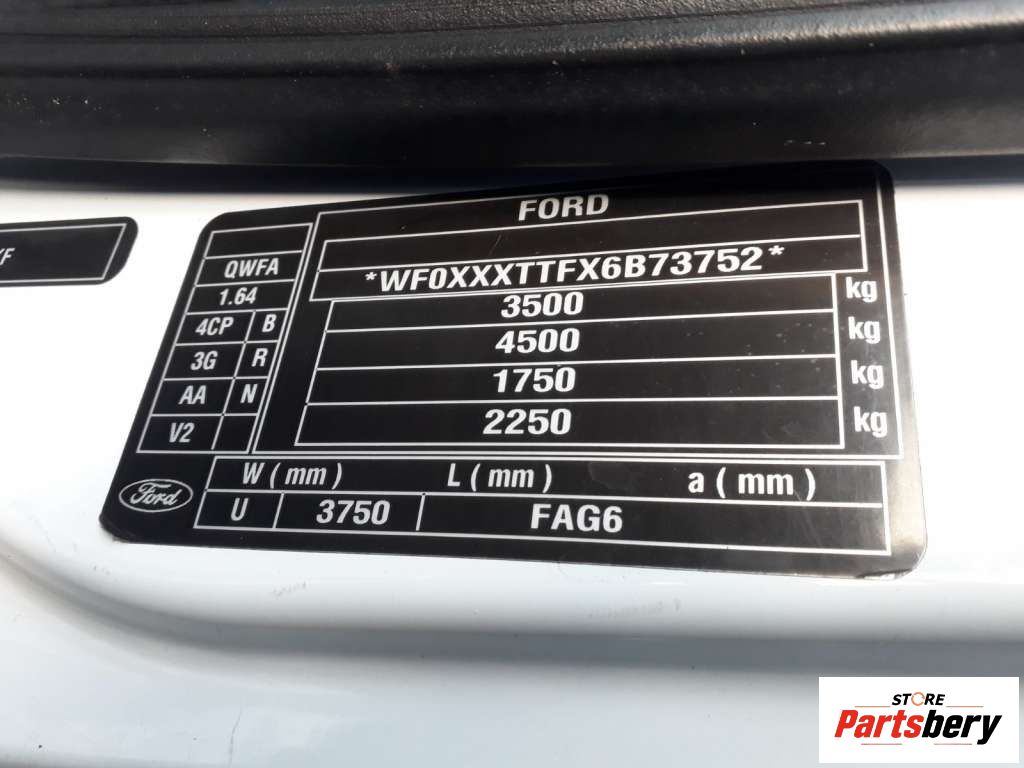 FORD
*WF0XXXTTFX6B73752*
3500 kg
4500 kg
1750 kg
2250 kg
QWFA
1.64
4CP B
3G R
AA N
V2
W (mm) L (mm) a (mm)
Ford
U 3750 FAG6
STORE
Partsbery